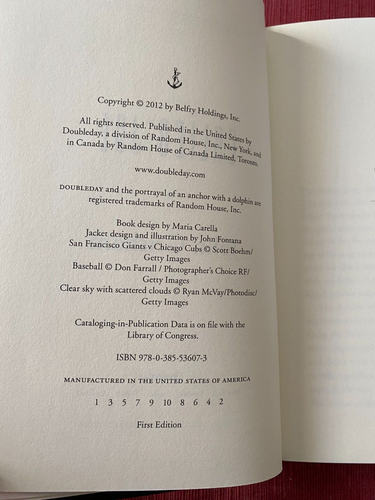 Copyright © 2012 by Belfry Holdings, Inc.
All rights reserved. Published in the United States by
Doubleday, a division of Random House, Inc., New York, and
in Canada by Random House of Canada Limited, Toronto.
www.doubleday.com
DOUBLEDAY and the portrayal of an anchor with a dolphin are
registered trademarks of Random House, Inc.
Book design by Maria Carella
Jacket design and illustration by John Fontana
San Francisco Giants v Chicago Cubs © Scott Boehm/
Getty Images
Baseball © Don Farrall / Photographer's Choice RF/
Getty Images
Clear sky with scattered clouds © Ryan McVay/Photodisc/
Getty Images
Cataloging-in-Publication Data is on file with the
Library of Congress.
ISBN 978-0-385-53607-3
MANUFACTURED IN THE UNITED STATES OF AMERICA
1 3 5 7 9 10 8 6 4 2
First Edition